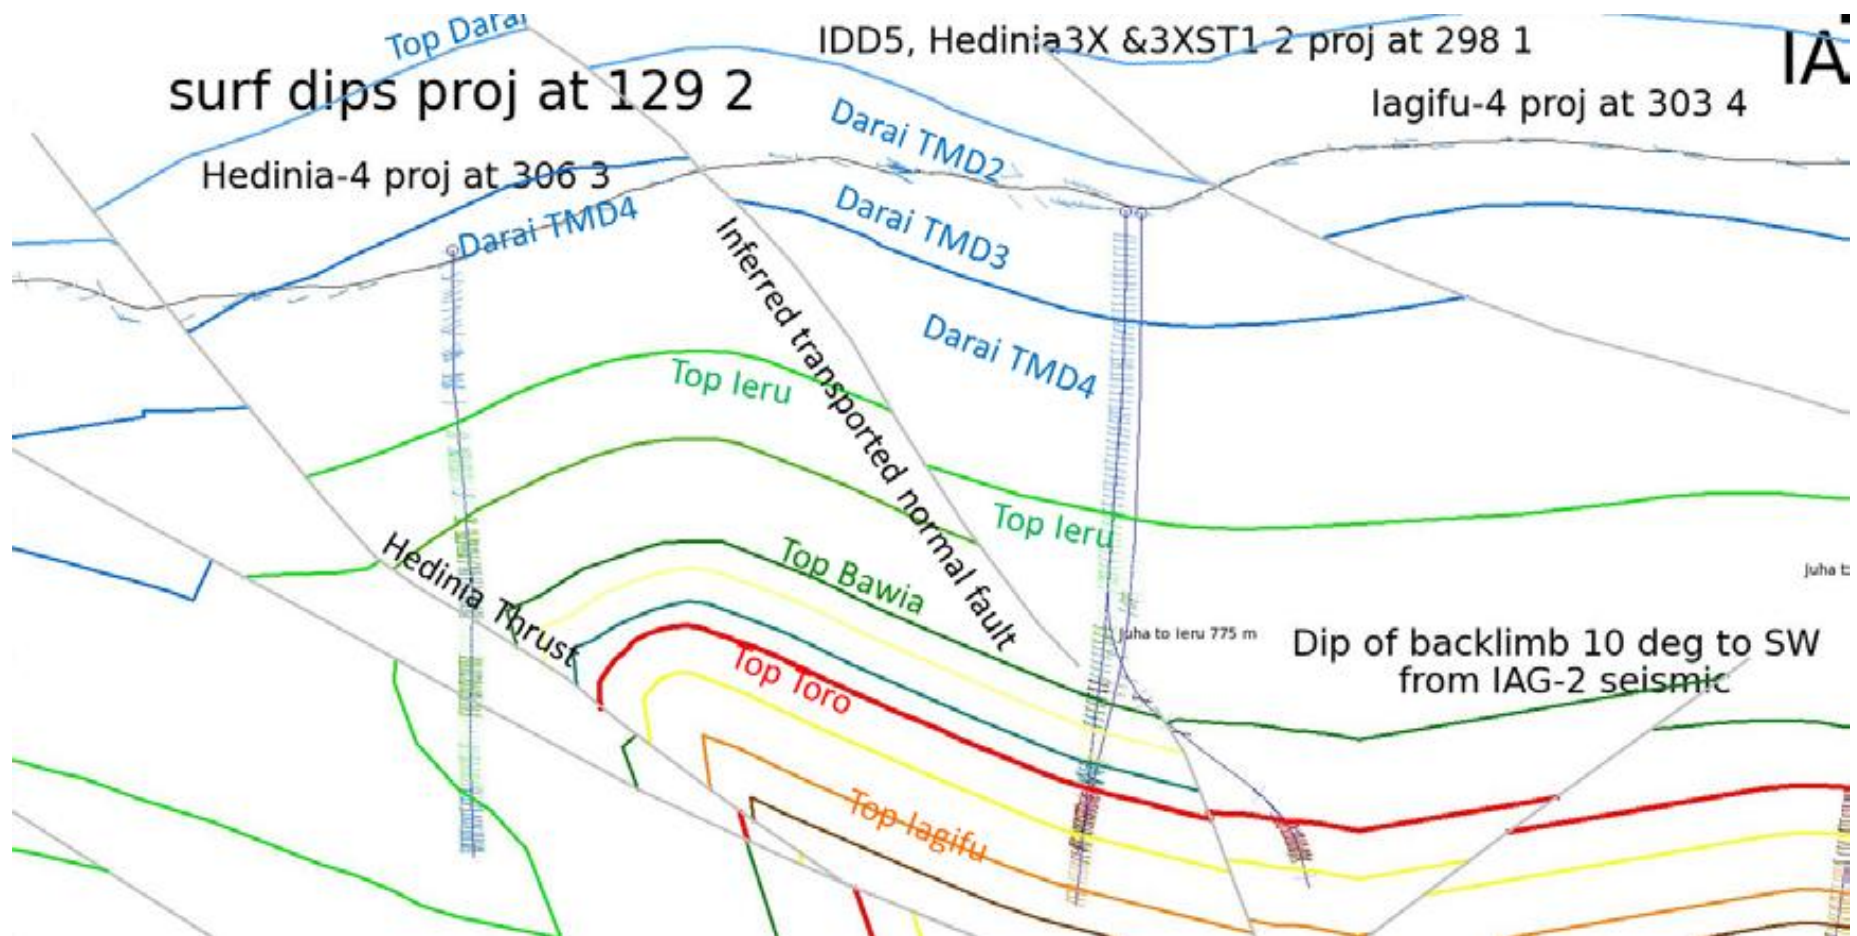 Top Darai
IDD5, Hedinia3X &3XST1 2 proj at 298 1
IA
surf dips proj at 129 2
Iagifu-4 proj at 303 4
Darai TMD2
Hedinia-4 proj at 306 3
Darai TMD4
Darai TMD3
Inferred transported normal fault
Darai TMD4
Top Ieru
Top Ieru
Hedinia Thrust
Top Bawia
Juha
Juha to Ieru 775 m
Dip of backlimb 10 deg to SW
from IAG-2 seismic
Top Toro
Top Iagifu